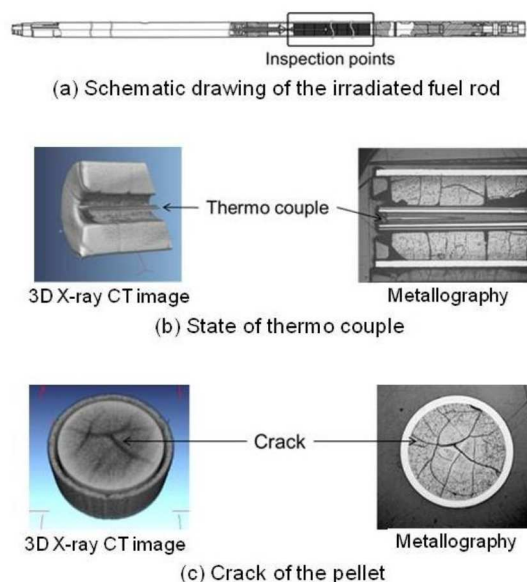 Inspection points
(a) Schematic drawing of the irradiated fuel rod
Thermo couple
3D X-ray CT image
Metallography
(b) State of thermo couple
Crack
3D X-ray CT image
Metallography
(c) Crack of the pellet